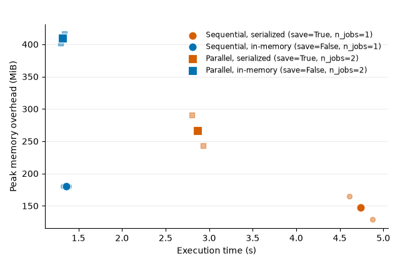 Peak memory overhead (MiB)
400
350
300
250
200
150
Sequential, serialized (save=True, n_jobs=1)
Sequential, in-memory (save=False, n_jobs=1)
Parallel, serialized (save=True, n_jobs=2)
Parallel, in-memory (save=False, n_jobs=2)
1.5 2.0 2.5 3.0 3.5 4.0 4.5 5.0
Execution time (s)